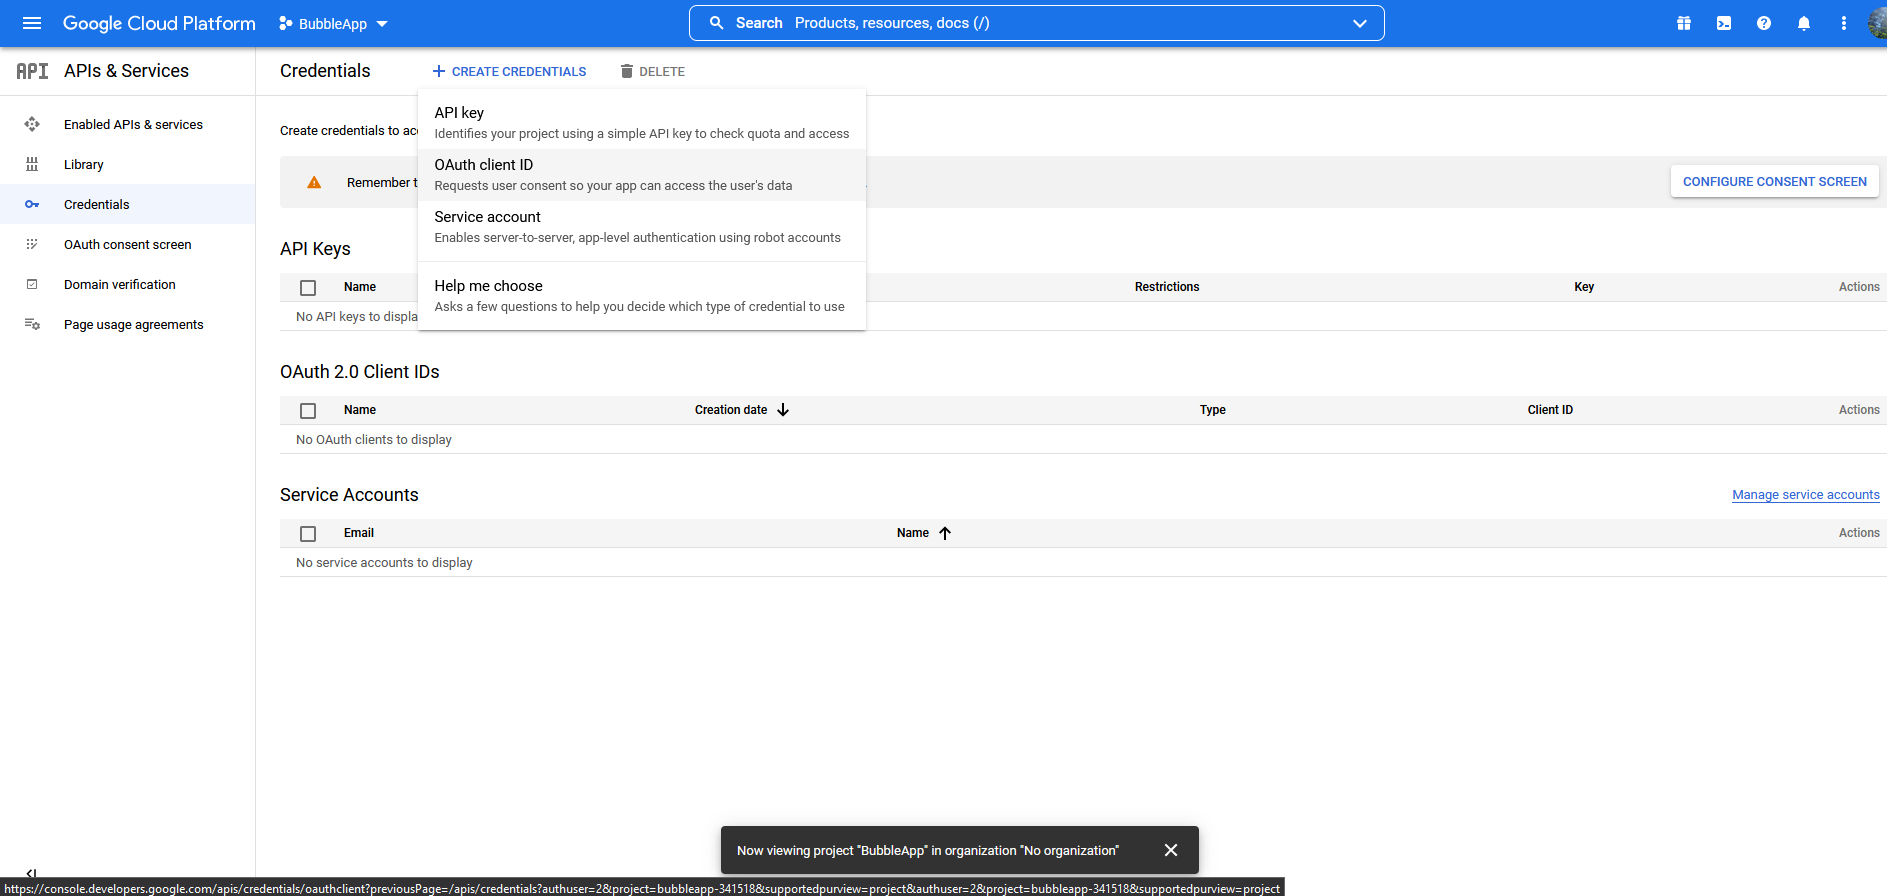 Google Cloud Platform
BubbleApp
Search Products, resources, docs (/)
API APIs & Services
Credentials
CREATE CREDENTIALS
DELETE
Enabled APIs & services
Library
Credentials
OAuth consent screen
Domain verification
Page usage agreements
Create credentials to ac
API key
Identifies your project using a simple API key to check quota and access
OAuth client ID
Requests user consent so your app can access the user's data
Service account
Enables server-to-server, app-level authentication using robot accounts
Help me choose
Asks a few questions to help you decide which type of credential to use
Remember t
CONFIGURE CONSENT SCREEN
API Keys
Name Restrictions Key Actions
No API keys to displa
OAuth 2.0 Client IDs
Name Creation date Type Client ID Actions
No OAuth clients to display
Service Accounts
Manage service accounts
Email Name Actions
No service accounts to display
Now viewing project "BubbleApp" in organization "No organization"
https://console.developers.google.com/apis/credentials/oauthclient?previousPage=/apis/credentials?authuser=2&project=bubbleapp-341518&supportedpurview=project&authuser=2&project=bubbleapp-341518&supportedpurview=project